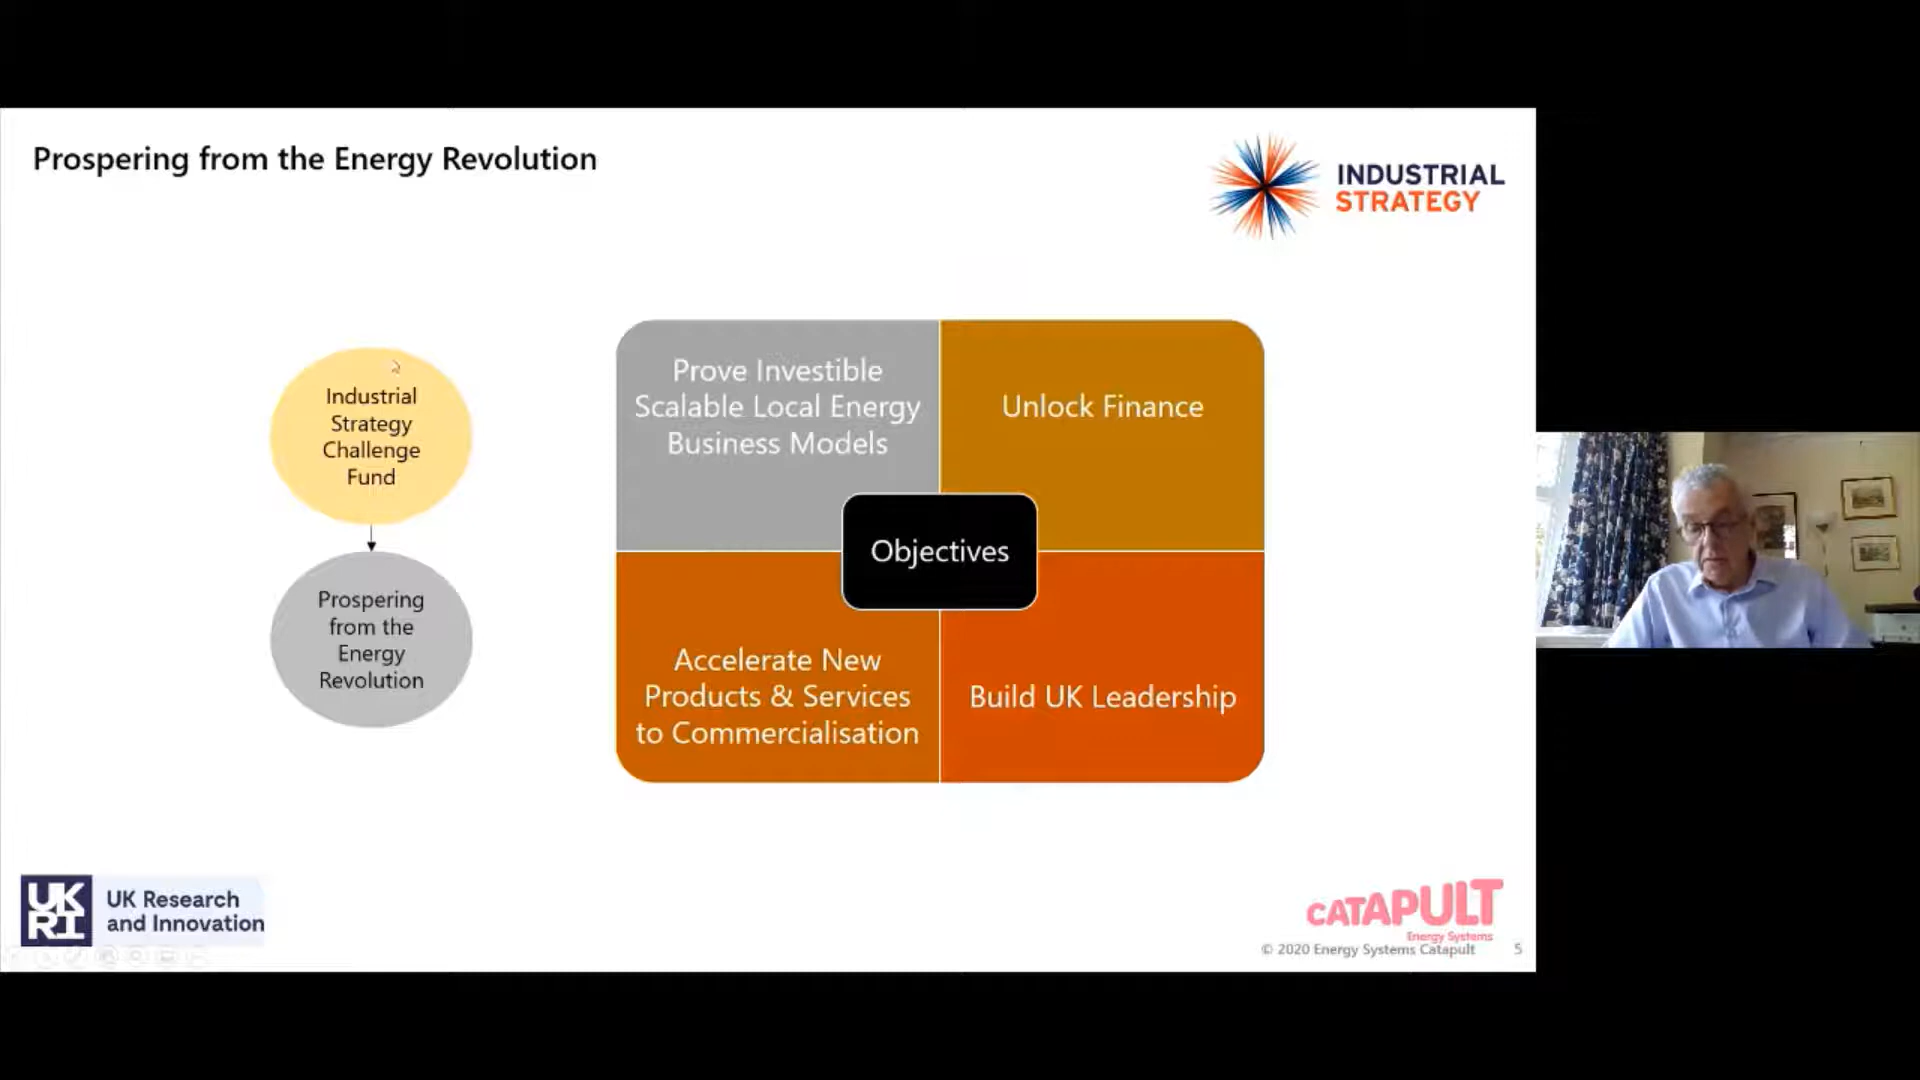 Prospering from the Energy Revolution
INDUSTRIAL
STRATEGY
Industrial
Strategy
Challenge
Fund
Prospering
from the
Energy
Revolution
Prove Investible
Scalable Local Energy
Business Models
Unlock Finance
Objectives
Accelerate New
Products & Services
to Commercialisation
Build UK Leadership
UK
RI
UK Research
and Innovation
CATAPULT
Energy Systems
© 2020 Energy Systems Catapult
5